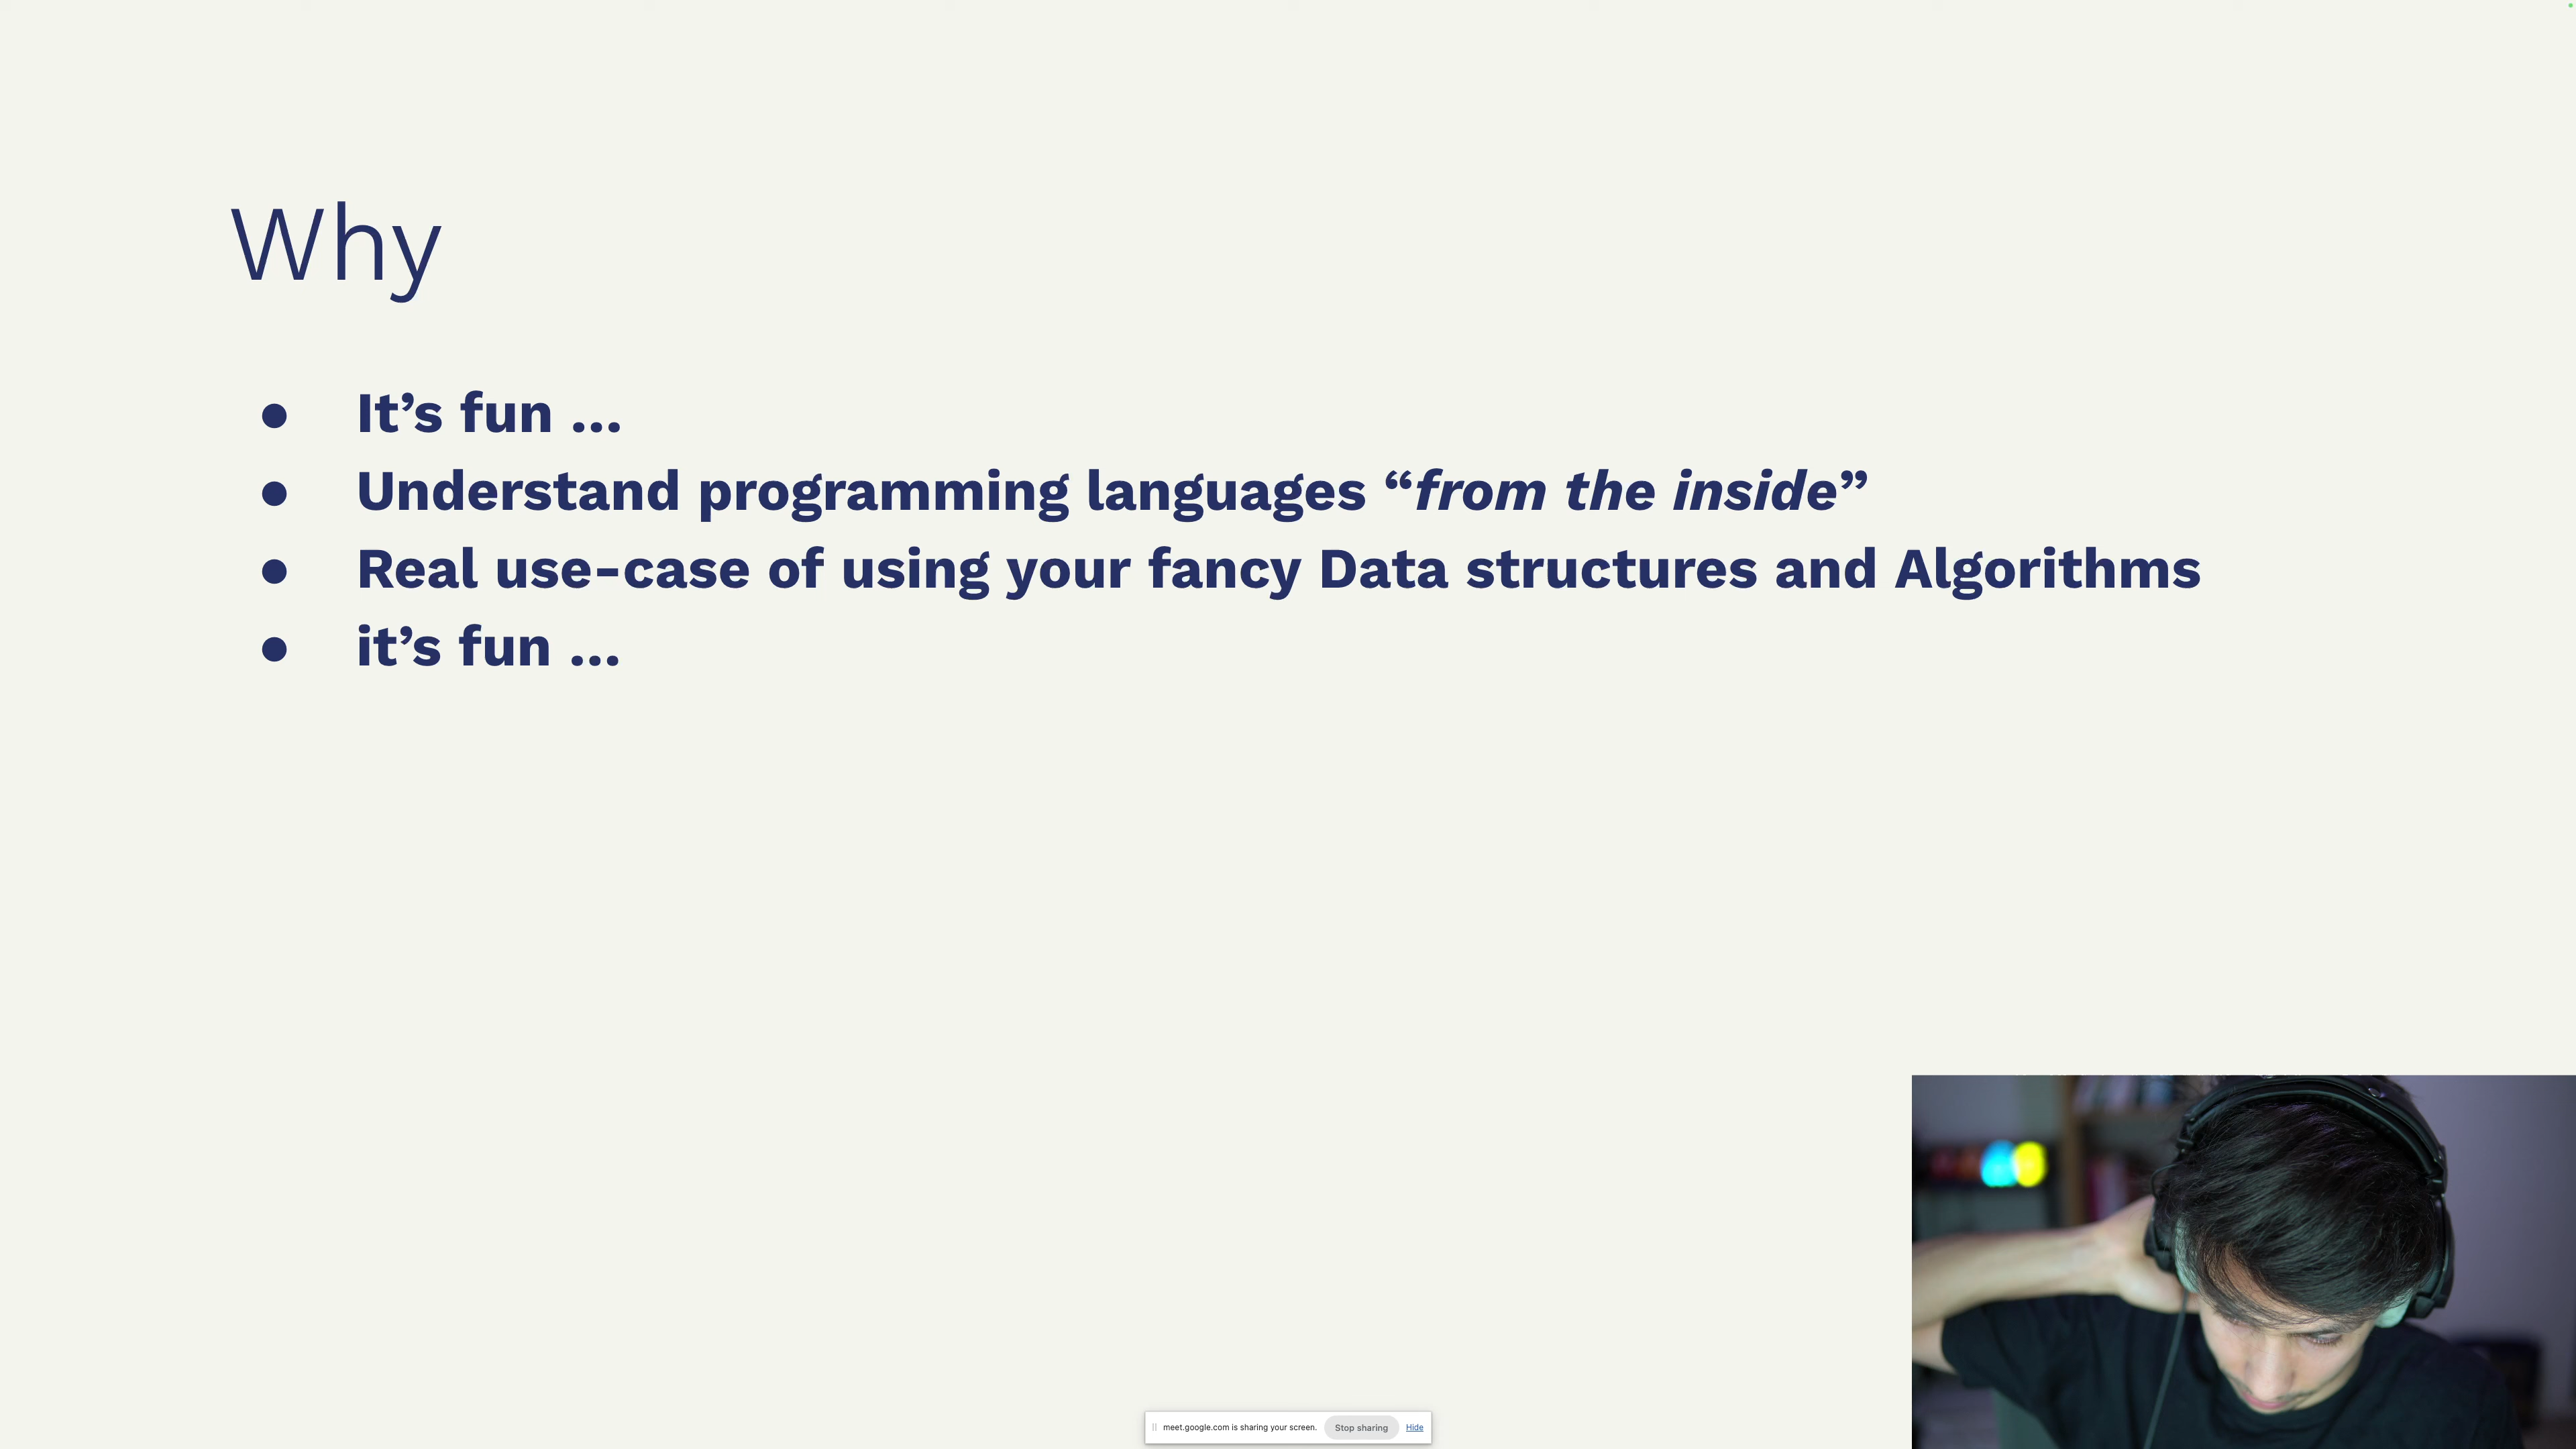 Why
● It’s fun …
● Understand programming languages “from the inside”
● Real use-case of using your fancy Data structures and Algorithms
● it’s fun …
meet.google.com is sharing your screen. Stop sharing Hide